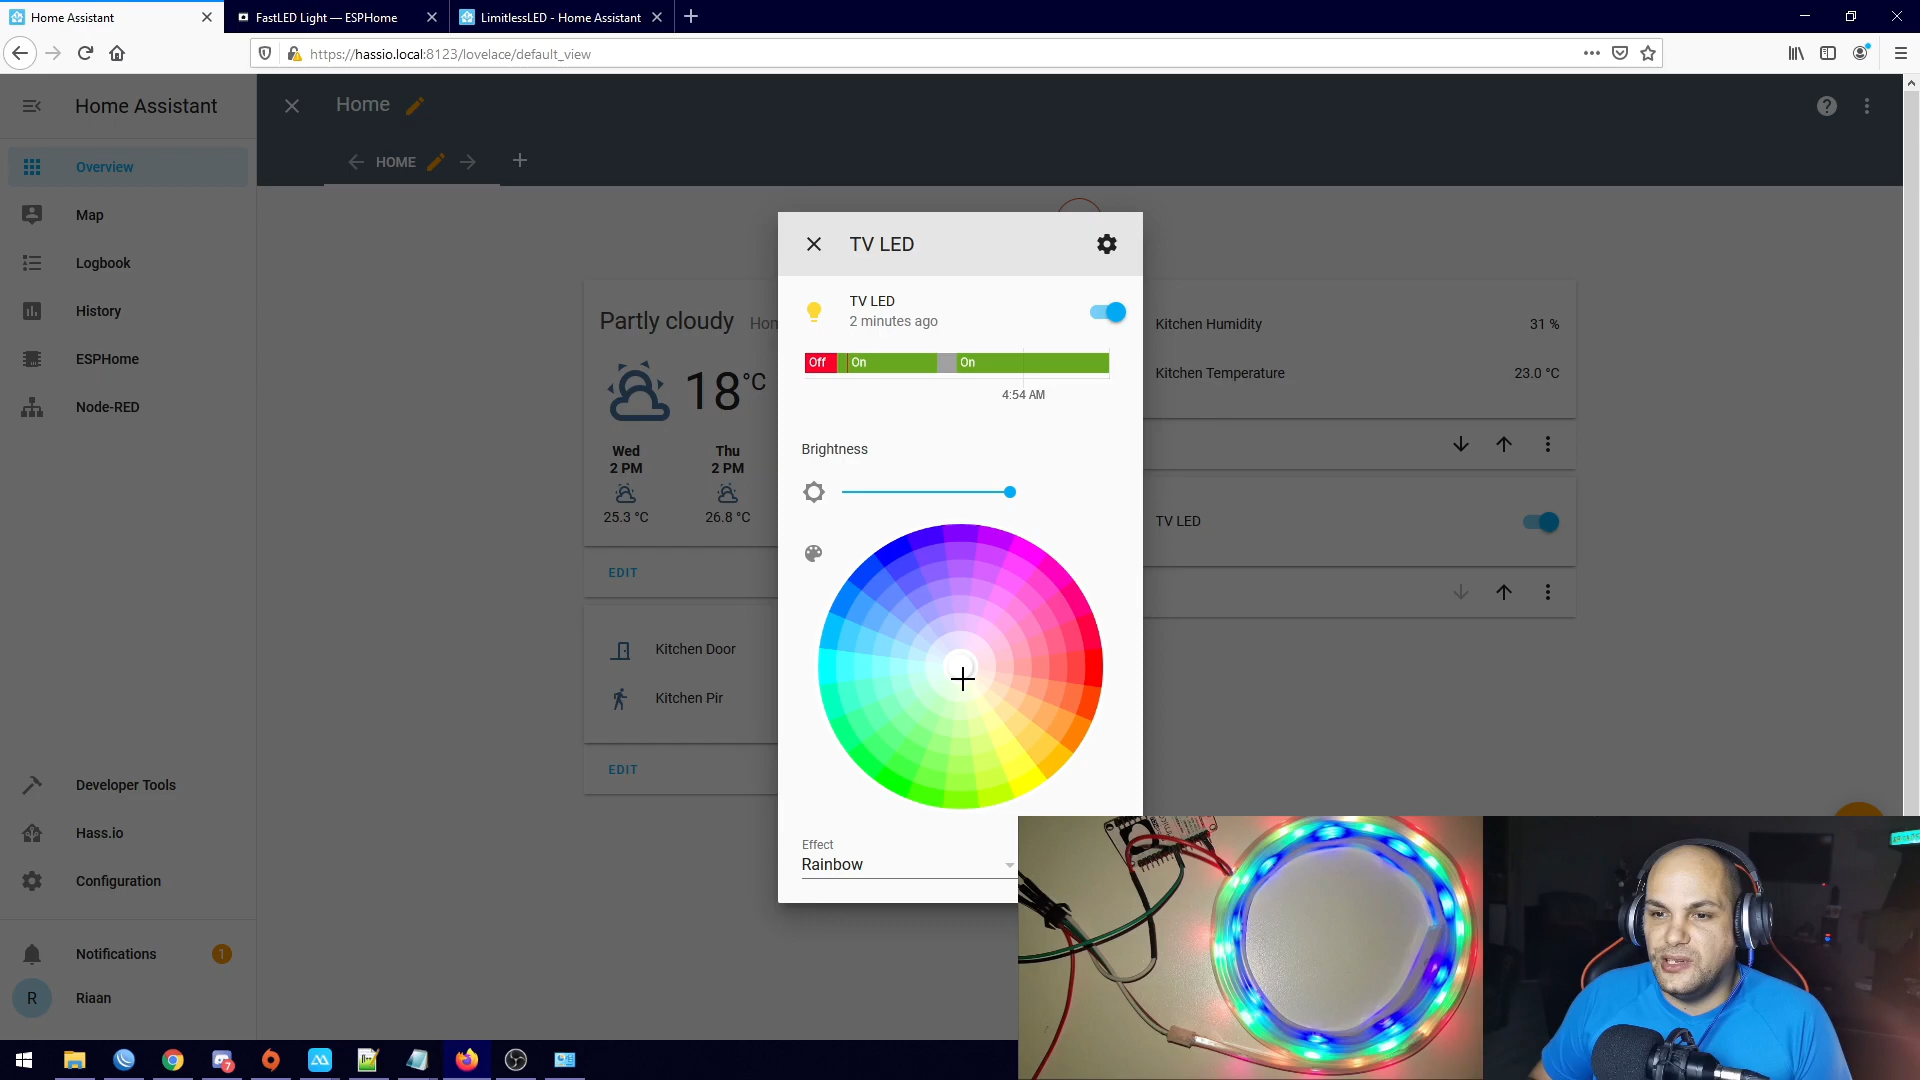 Home Assistant
FastLED Light — ESPHome
LimitlessLED - Home Assistant
https://hassio.local:8123/lovelace/default_view
Home Assistant
Home
HOME
Overview
Map
Logbook
History
ESPHome
Node-RED
Developer Tools
Hass.io
Configuration
Notifications
1
R
Riaan
Partly cloudy
Hom
18 °C
Wed
2 PM
25.3 °C
Thu
2 PM
26.8 °C
EDIT
Kitchen Door
Kitchen Pir
EDIT
TV LED
TV LED
2 minutes ago
Off
On
On
4:54 AM
Brightness
Effect
Rainbow
Kitchen Humidity
31 %
Kitchen Temperature
23.0 °C
TV LED
7